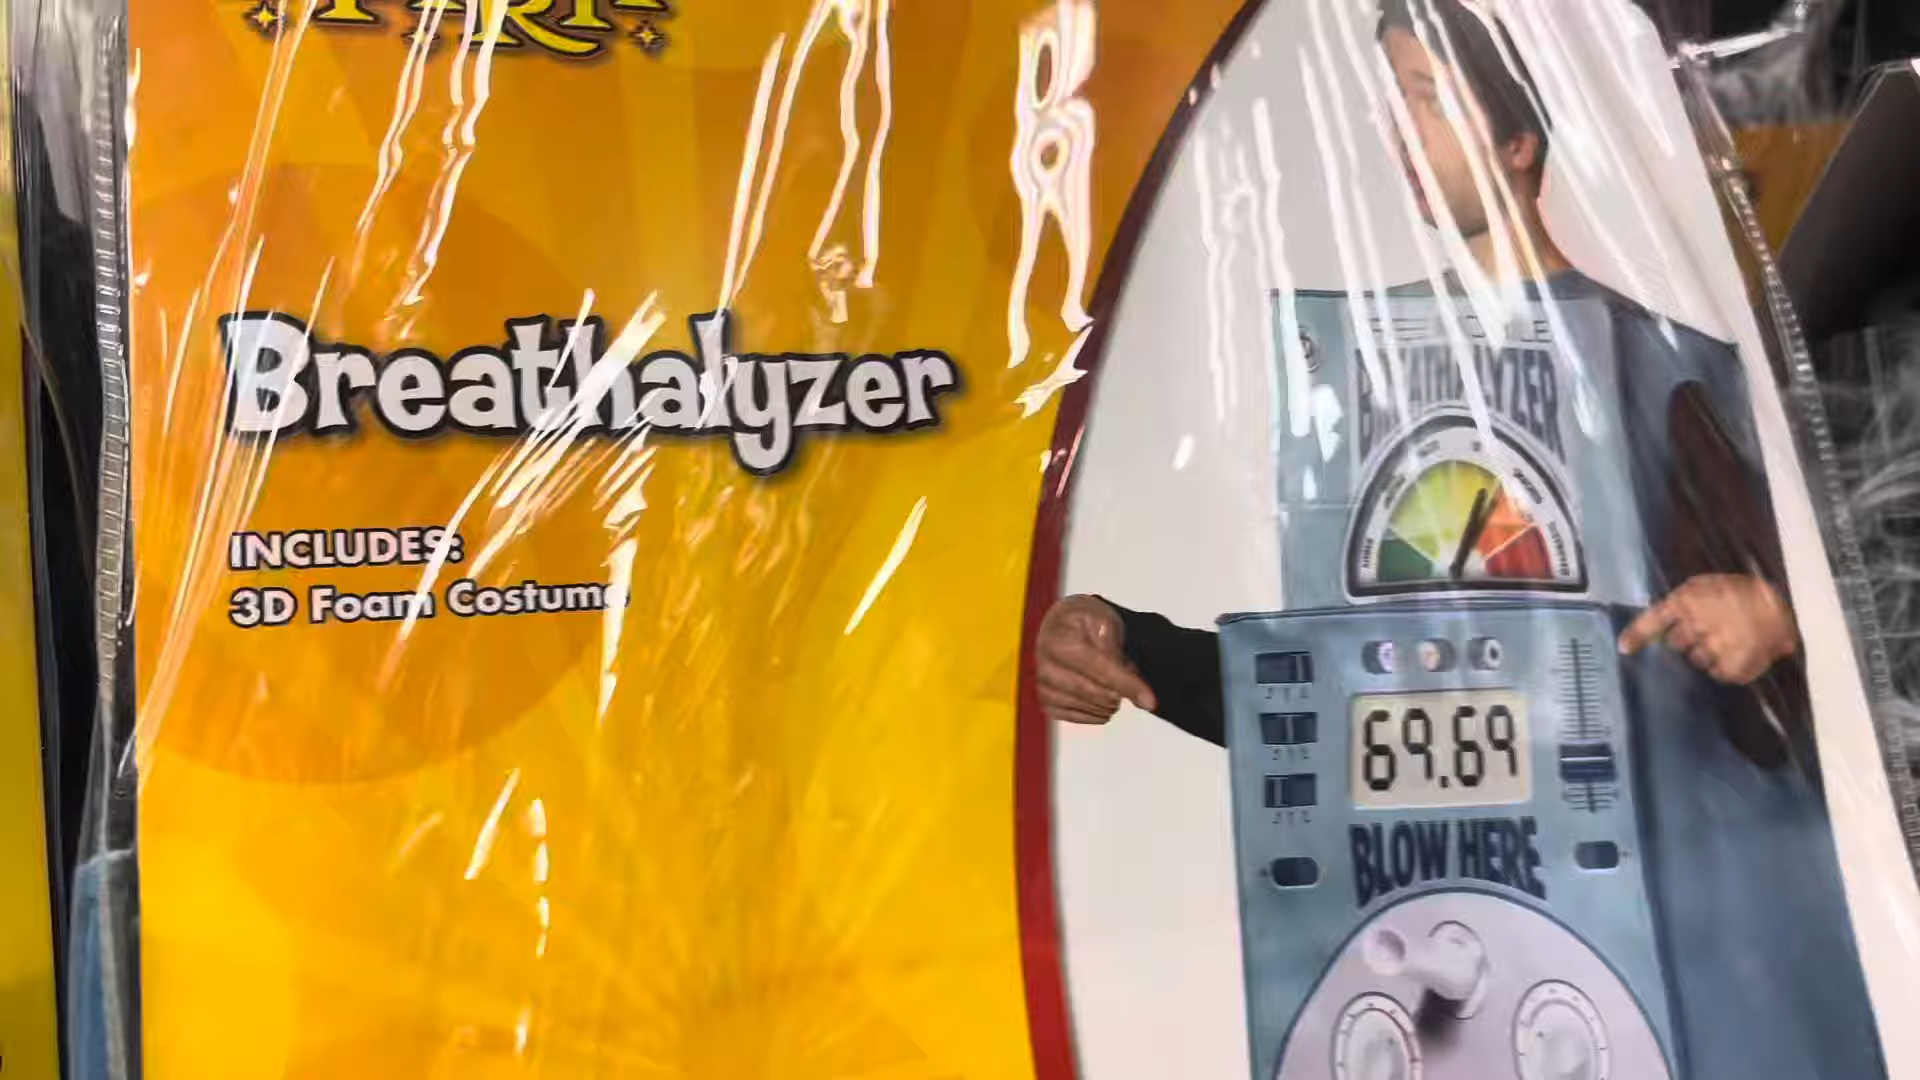 Breathalyzer
INCLUDES:
3D Foam Costume
BREATHALYZER
69.69
BLOW HERE